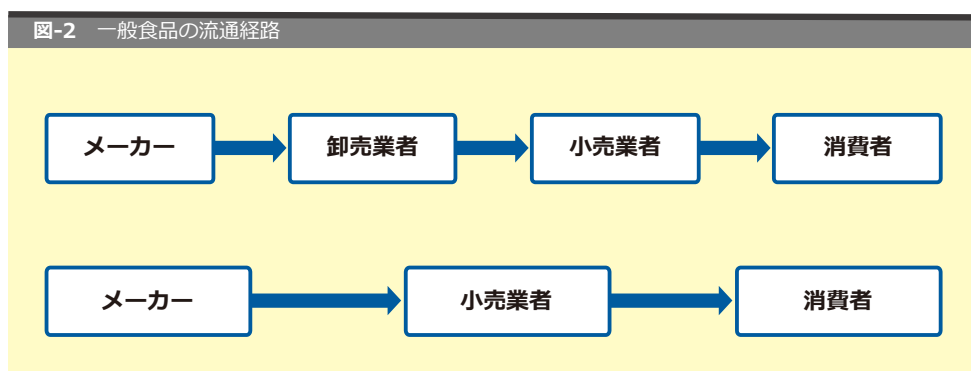 図-2 一般食品の流通経路
メーカー 卸売業者 小売業者 消費者
メーカー 小売業者 消費者